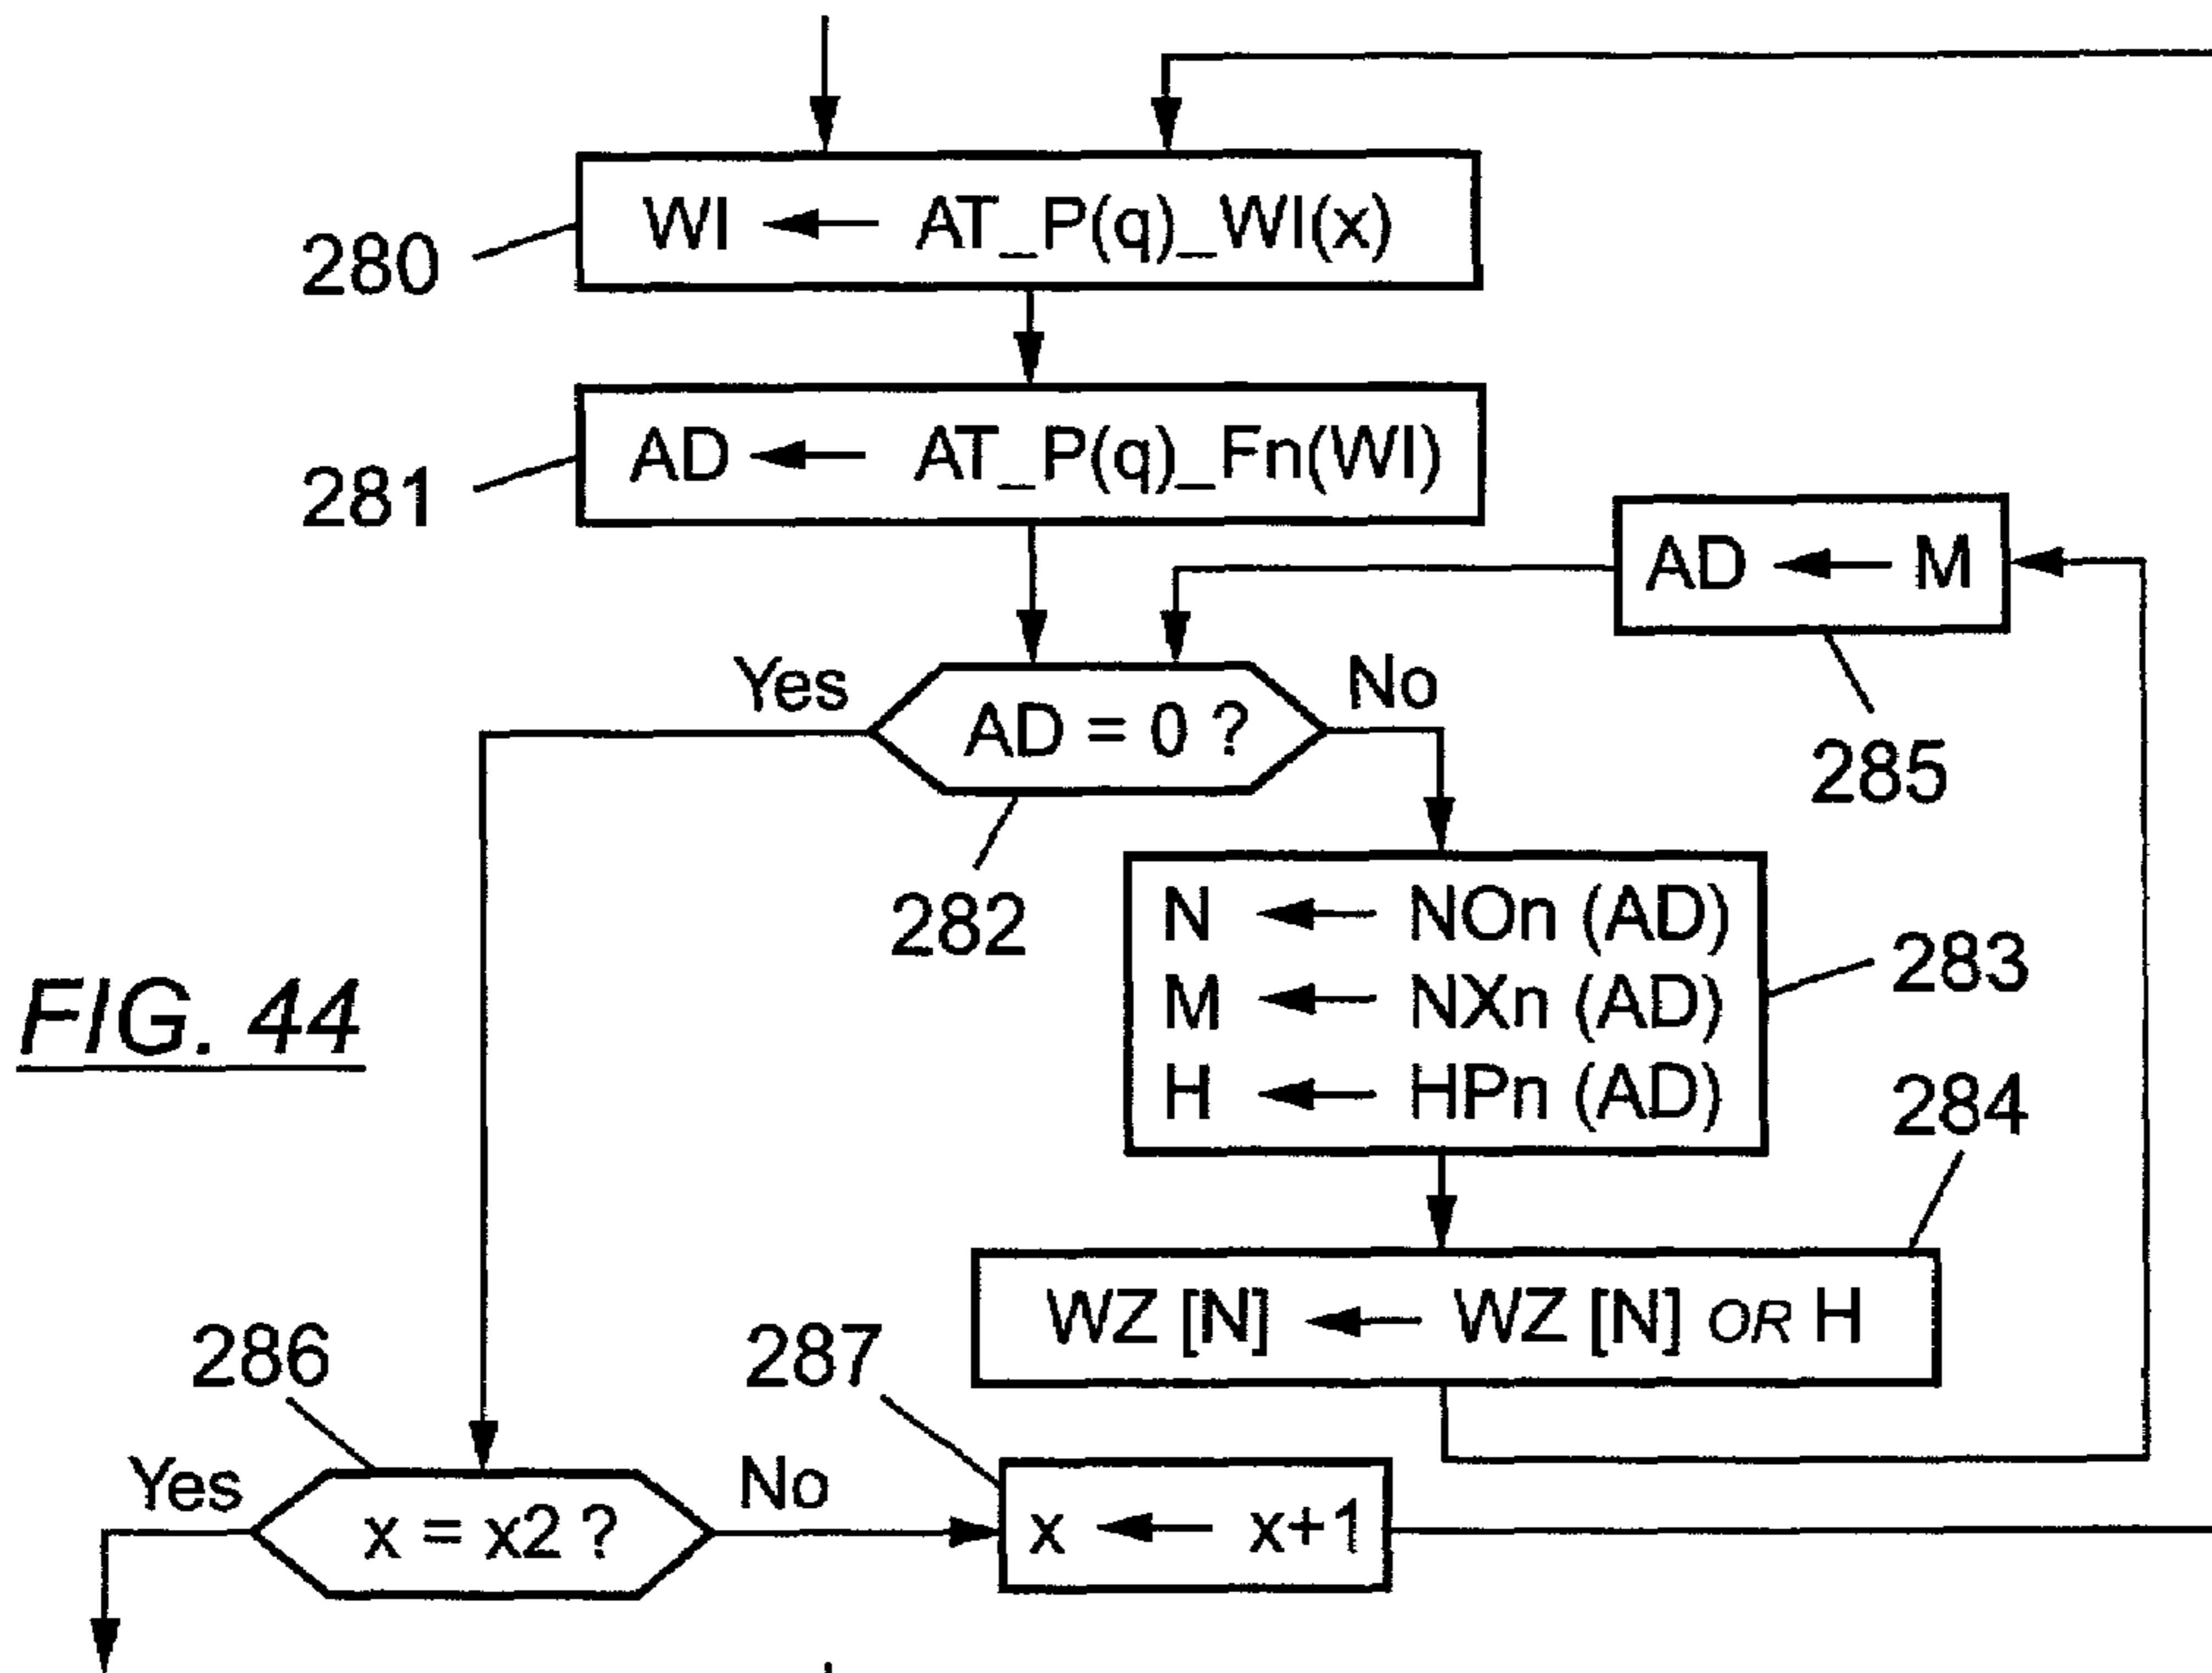 WI ← AT_P(q)_WI(x)
280
AD ← AT_P(q)_Fn(WI)
281
AD ← M
285
Yes
No
AD = 0 ?
282
N ← NOn (AD)
M ← NXn (AD)
H ← HPn (AD)
283
FIG. 44
284
WZ [N] ← WZ [N] OR H
286
287
Yes
No
x = x2 ?
x ← x+1